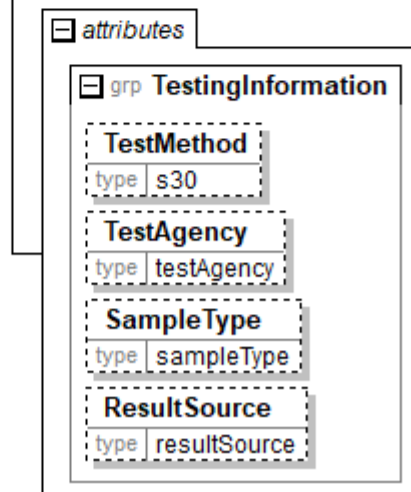 attributes
grp TestingInformation
TestMethod
type s30
TestAgency
type testAgency
SampleType
type sampleType
ResultSource
type resultSource